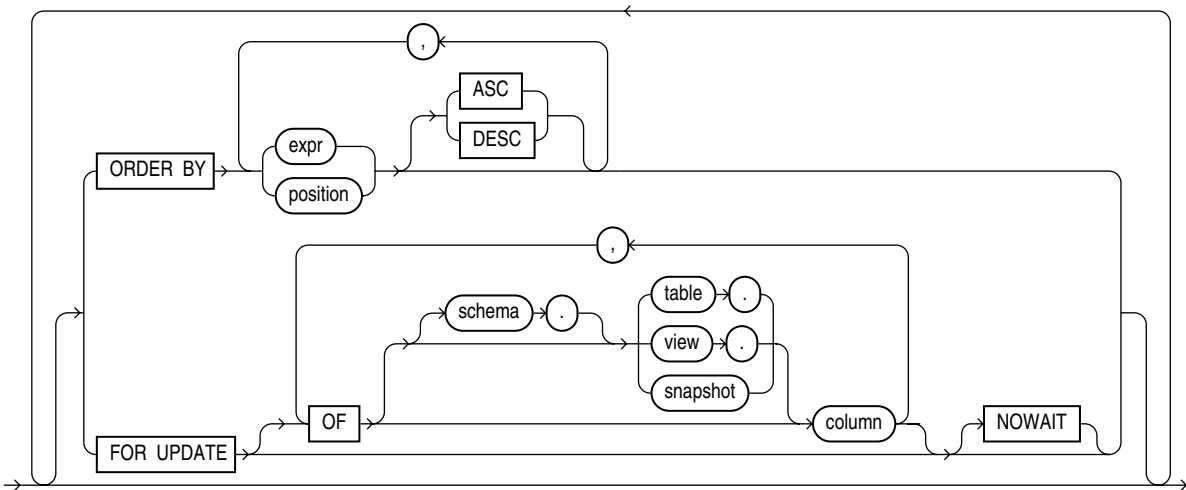 ,
ASC
DESC
expr
ORDER BY
position
,
schema . table .
view .
snapshot
OF column NOWAIT
FOR UPDATE